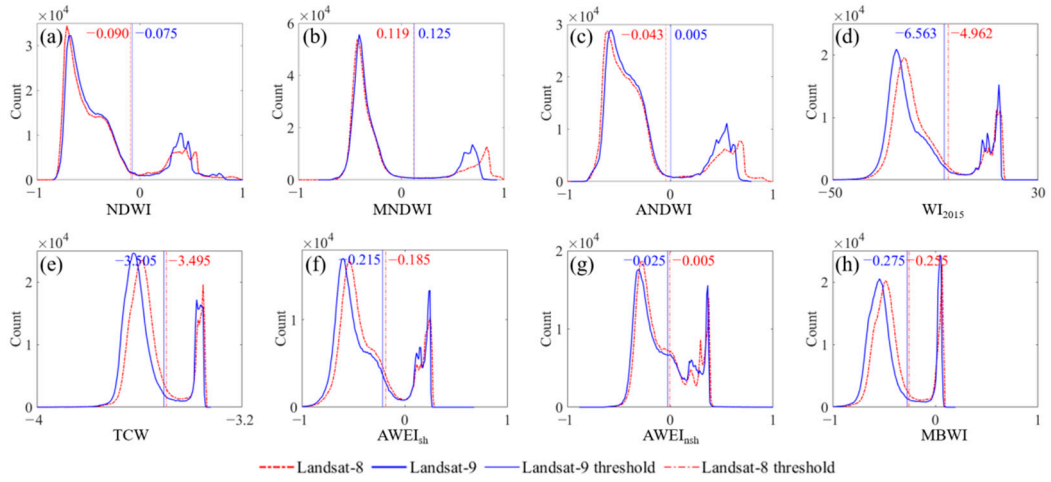 ×10⁴
(a)
−0.090
−0.075
Count
3
2
1
0
−1
0
1
NDWI
×10⁴
(b)
0.119
0.125
Count
6
4
2
0
−1
0
1
MNDWI
×10⁴
(c)
−0.043
0.005
Count
3
2
1
0
−1
0
1
ANDWI
×10⁴
(d)
−6.563
−4.962
Count
2
1
0
−50
30
WI₂₀₁₅
×10⁴
(e)
−3.505
−3.495
Count
2
1
0
−4
−3.2
TCW
×10⁴
(f)
0.215
−0.185
Count
1
0
−1
0
1
AWEIsh
×10⁴
(g)
−0.025
−0.005
Count
2
1
0
−1
0
1
AWEInsh
×10⁴
(h)
−0.275
−0.255
Count
2
1
0
−1
0
1
MBWI
Landsat-8 Landsat-9 Landsat-9 threshold Landsat-8 threshold